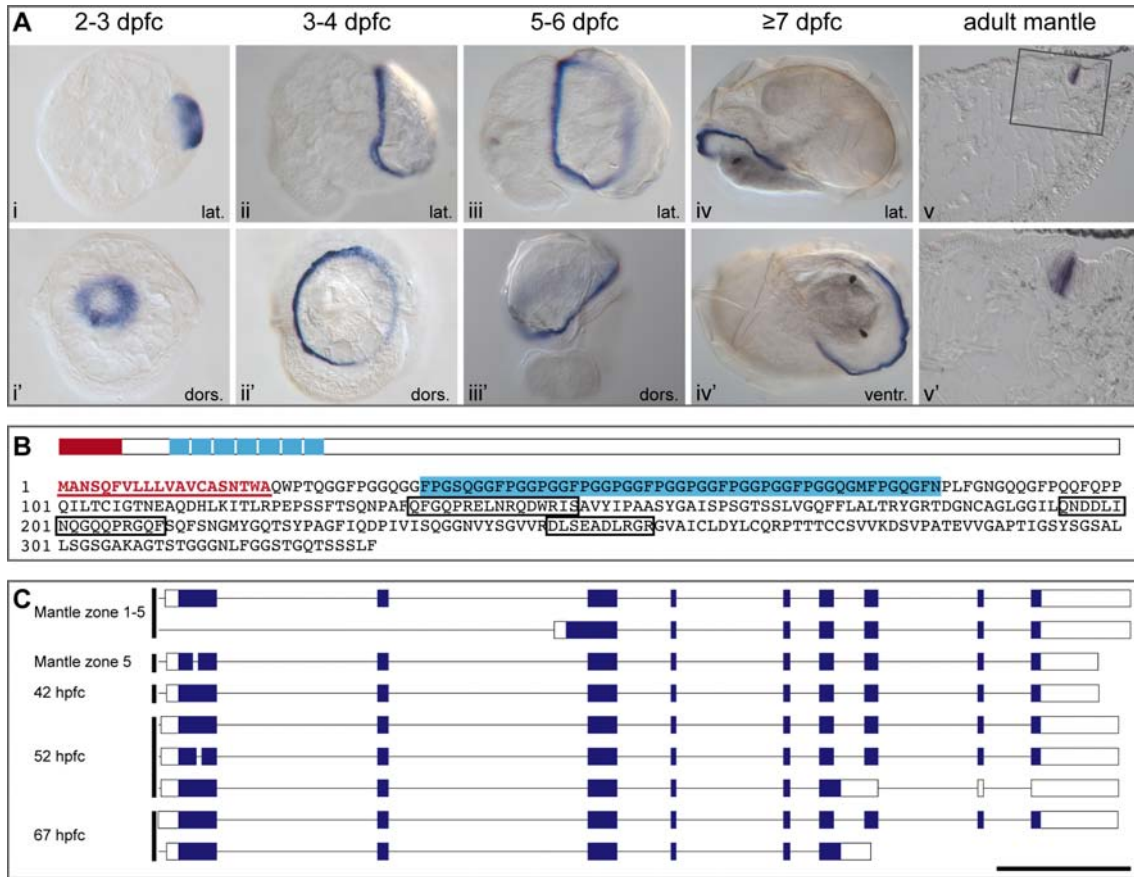 A
2-3 dpfc
3-4 dpfc
5-6 dpfc
≥7 dpfc
adult mantle
i
lat.
ii
lat.
iii
lat.
iv
lat.
v
i'
ii'
dors.
iii'
dors.
iv'
ventr.
v'
B
1 MANSQFVLLLVAVCASNTWAQWPTQGGFPGGQGGFPGSQGGFPGGPGGFPGGPGGFPGGPGGFPGGPGGFPGGQGMFPGQGFNPLFGNGQQGFPQQFQPP
101 QILTCIGTNEAQDHLKITLRPEPSSFTSQNPAFQFGQPRELNRQDWRISAVYIPAASYGAISPSGTSSLVGQFFLALTRYGRTDGNCAGLGGILQNDDLI
201 NQGQQPRGQFSQFSNGMYGQTSYPAGFIQDPIVISQGGNVYSGVVRDLSEADLRGRGVAICLDYLCQRPTTTCCSVVKDSVPATEVVGAPTIGSYSGSAL
301 LSGSGAKAGTSTGGGNLFGGSTGQTSSSLF
C
Mantle zone 1-5
Mantle zone 5
42 hpfc
52 hpfc
67 hpfc